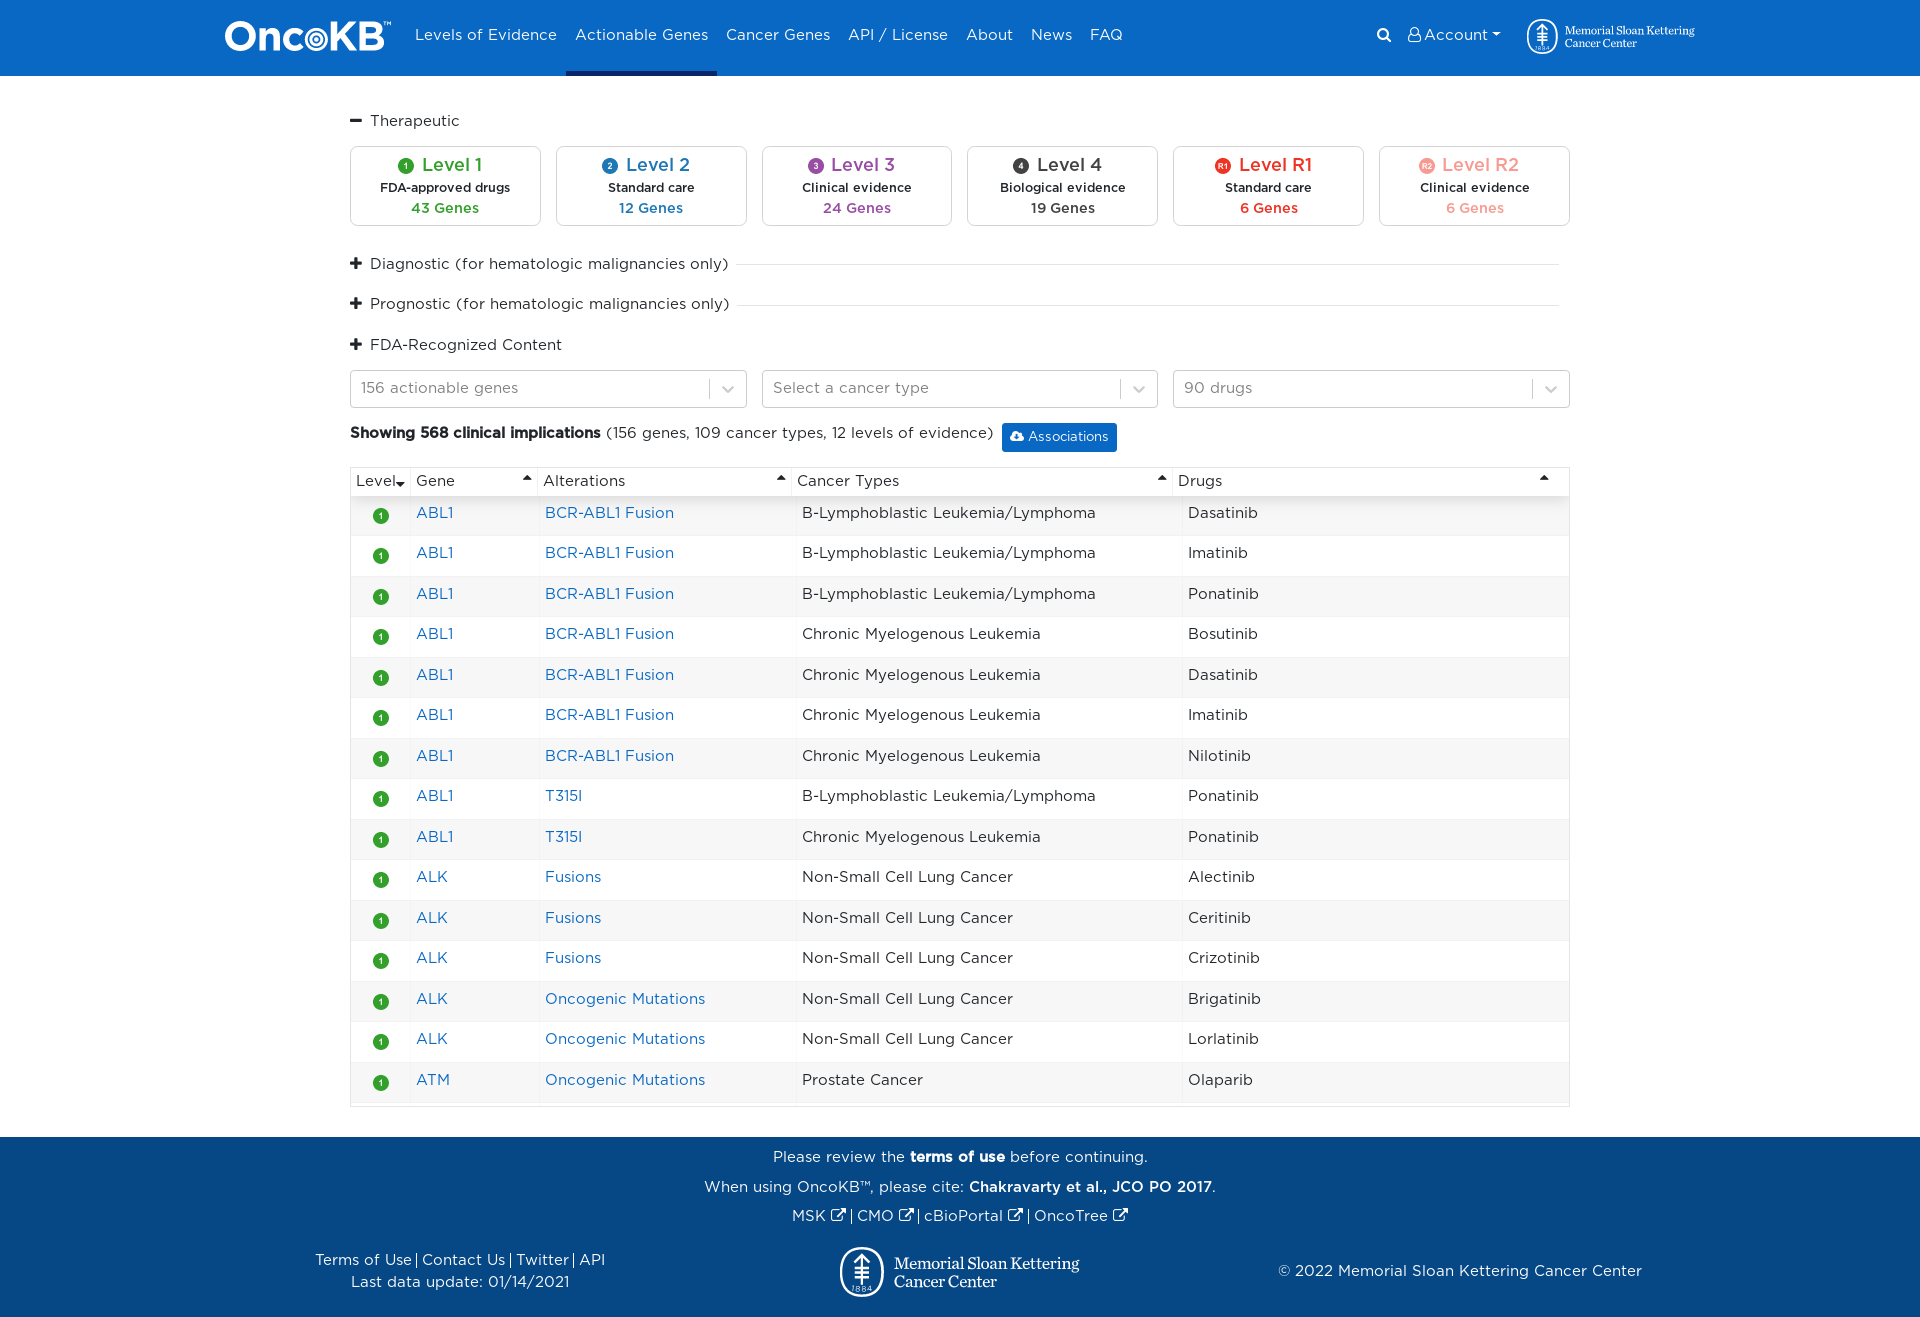 OncoKB™ Levels of Evidence Actionable Genes Cancer Genes API / License About News FAQ Account Memorial Sloan Kettering
Cancer Center
1884
Therapeutic
1 Level 1 2 Level 2 3 Level 3 4 Level 4 R1 Level R1 R2 Level R2
FDA-approved drugs Standard care Clinical evidence Biological evidence Standard care Clinical evidence
43 Genes 12 Genes 24 Genes 19 Genes 6 Genes 6 Genes
Diagnostic (for hematologic malignancies only)
Prognostic (for hematologic malignancies only)
FDA-Recognized Content
156 actionable genes Select a cancer type 90 drugs
Showing 568 clinical implications (156 genes, 109 cancer types, 12 levels of evidence) Associations
Level Gene Alterations Cancer Types Drugs
1 ABL1 BCR-ABL1 Fusion B-Lymphoblastic Leukemia/Lymphoma Dasatinib
1 ABL1 BCR-ABL1 Fusion B-Lymphoblastic Leukemia/Lymphoma Imatinib
1 ABL1 BCR-ABL1 Fusion B-Lymphoblastic Leukemia/Lymphoma Ponatinib
1 ABL1 BCR-ABL1 Fusion Chronic Myelogenous Leukemia Bosutinib
1 ABL1 BCR-ABL1 Fusion Chronic Myelogenous Leukemia Dasatinib
1 ABL1 BCR-ABL1 Fusion Chronic Myelogenous Leukemia Imatinib
1 ABL1 BCR-ABL1 Fusion Chronic Myelogenous Leukemia Nilotinib
1 ABL1 T315I B-Lymphoblastic Leukemia/Lymphoma Ponatinib
1 ABL1 T315I Chronic Myelogenous Leukemia Ponatinib
1 ALK Fusions Non-Small Cell Lung Cancer Alectinib
1 ALK Fusions Non-Small Cell Lung Cancer Ceritinib
1 ALK Fusions Non-Small Cell Lung Cancer Crizotinib
1 ALK Oncogenic Mutations Non-Small Cell Lung Cancer Brigatinib
1 ALK Oncogenic Mutations Non-Small Cell Lung Cancer Lorlatinib
1 ATM Oncogenic Mutations Prostate Cancer Olaparib
Please review the terms of use before continuing.
When using OncoKB™, please cite: Chakravarty et al., JCO PO 2017.
MSK | CMO | cBioPortal | OncoTree
Terms of Use | Contact Us | Twitter | API
Last data update: 01/14/2021
Memorial Sloan Kettering
Cancer Center
1884
© 2022 Memorial Sloan Kettering Cancer Center